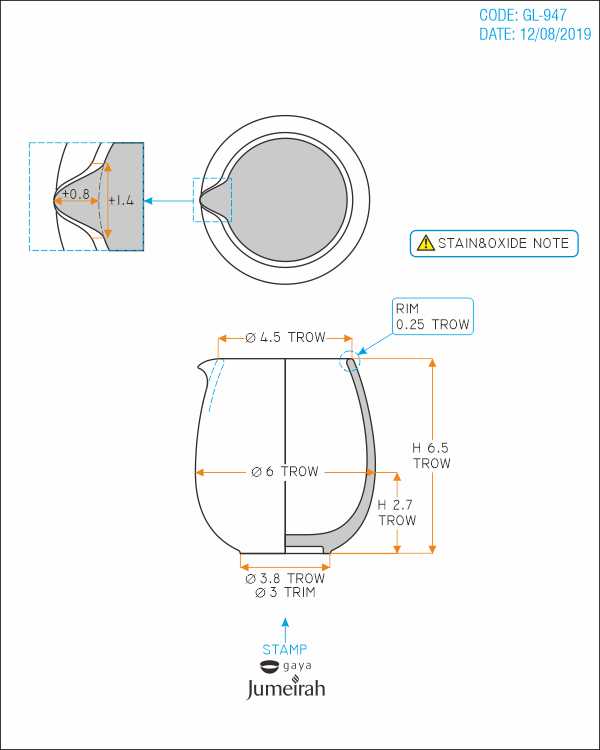 CODE: GL-947
DATE: 12/08/2019
+0.8
+1.4
⚠ STAIN&OXIDE NOTE
RIM
0.25 TROW
Ø 4.5 TROW
H 6.5
TROW
Ø 6 TROW
H 2.7
TROW
Ø 3.8 TROW
Ø 3 TRIM
STAMP
gaya
Jumeirah